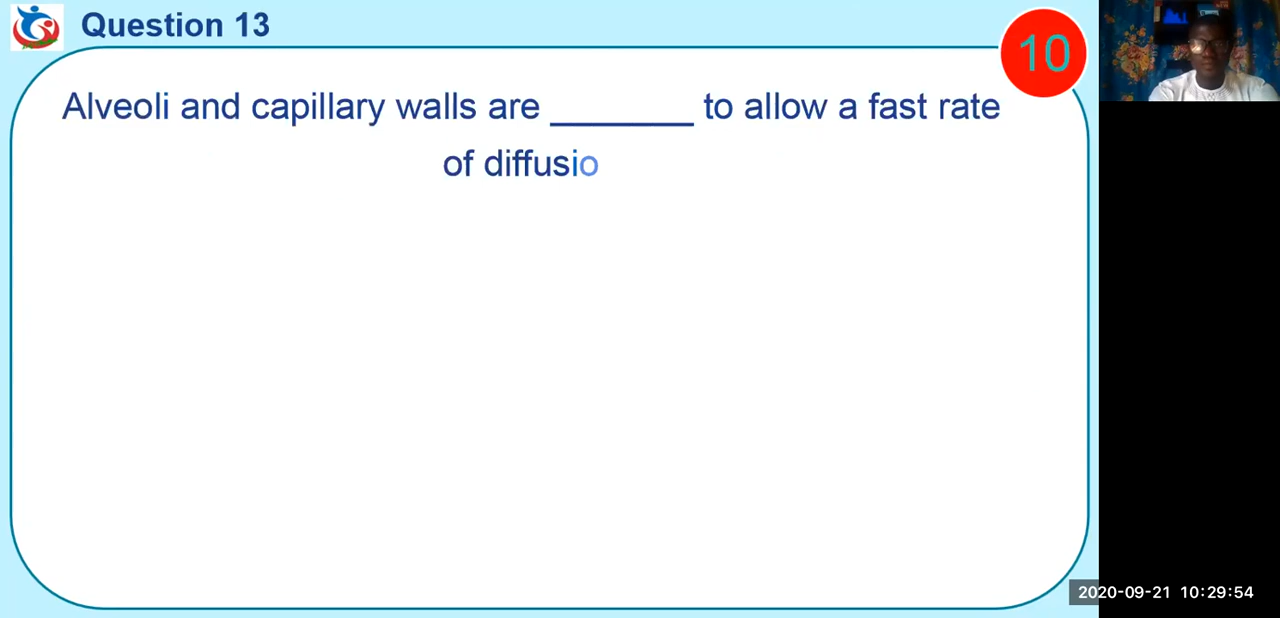 Question 13
10
Alveoli and capillary walls are ________ to allow a fast rate
of diffusio
2020-09-21 10:29:54